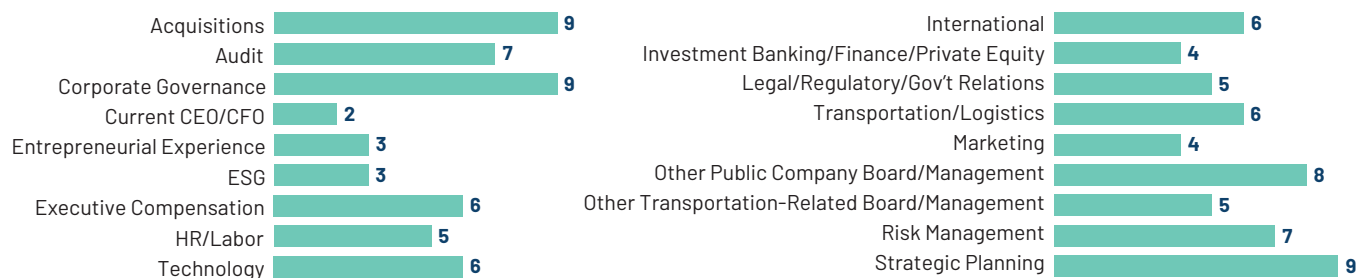 Acquisitions 9
Audit 7
Corporate Governance 9
Current CEO/CFO 2
Entrepreneurial Experience 3
ESG 3
Executive Compensation 6
HR/Labor 5
Technology 6
International 6
Investment Banking/Finance/Private Equity 4
Legal/Regulatory/Gov't Relations 5
Transportation/Logistics 6
Marketing 4
Other Public Company Board/Management 8
Other Transportation-Related Board/Management 5
Risk Management 7
Strategic Planning 9